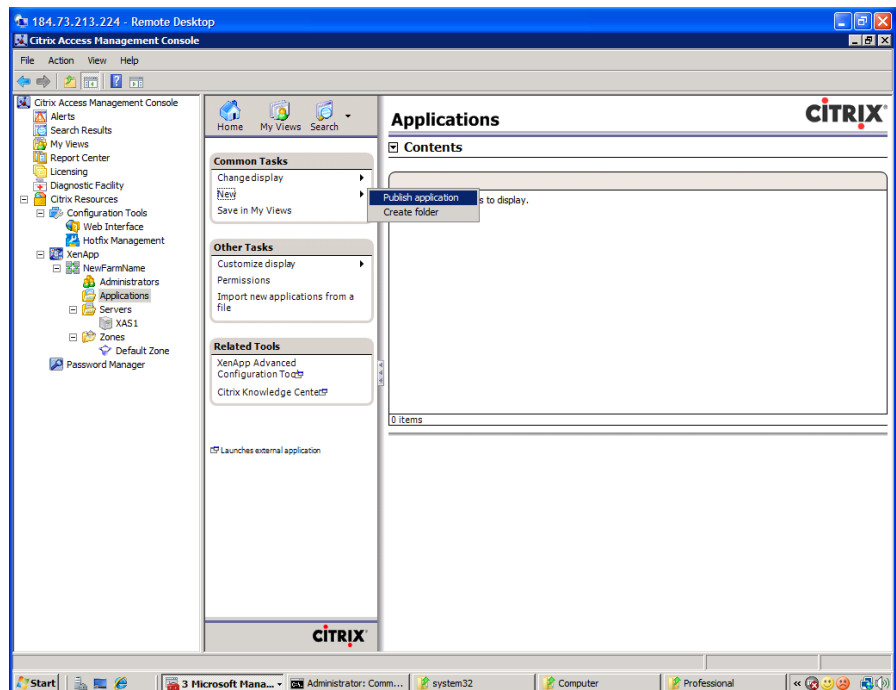 184.73.213.224 - Remote Desktop
Citrix Access Management Console
File Action View Help
Citrix Access Management Console
Alerts
Search Results
My Views
Report Center
Licensing
Diagnostic Facility
Citrix Resources
Configuration Tools
Web Interface
Hotfix Management
XenApp
NewFarmName
Administrators
Applications
Servers
XAS1
Zones
Default Zone
Password Manager
Home My Views Search
Common Tasks
Change display
New
Save in My Views
Other Tasks
Customize display
Permissions
Import new applications from a
file
Related Tools
XenApp Advanced
Configuration
Citrix Knowledge
Launches external application
CITRIX
Publish application
Create folder
Applications
CITRIX
Contents
s to display.
0 items
Start
3 Microsoft Mana...
Administrator: Comm...
system32
Computer
Professional